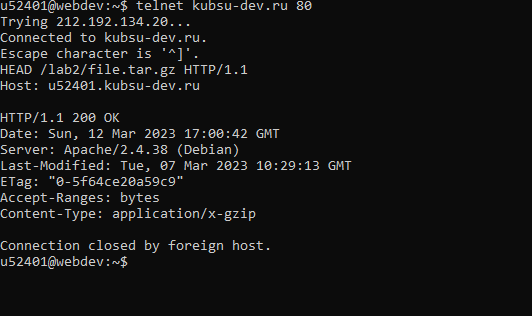 u52401@webdev:~$ telnet kubsu-dev.ru 80
Trying 212.192.134.20...
Connected to kubsu-dev.ru.
Escape character is '^]'.
HEAD /lab2/file.tar.gz HTTP/1.1
Host: u52401.kubsu-dev.ru

HTTP/1.1 200 OK
Date: Sun, 12 Mar 2023 17:00:42 GMT
Server: Apache/2.4.38 (Debian)
Last-Modified: Tue, 07 Mar 2023 10:29:13 GMT
ETag: "0-5f64ce20a59c9"
Accept-Ranges: bytes
Content-Type: application/x-gzip

Connection closed by foreign host.
u52401@webdev:~$